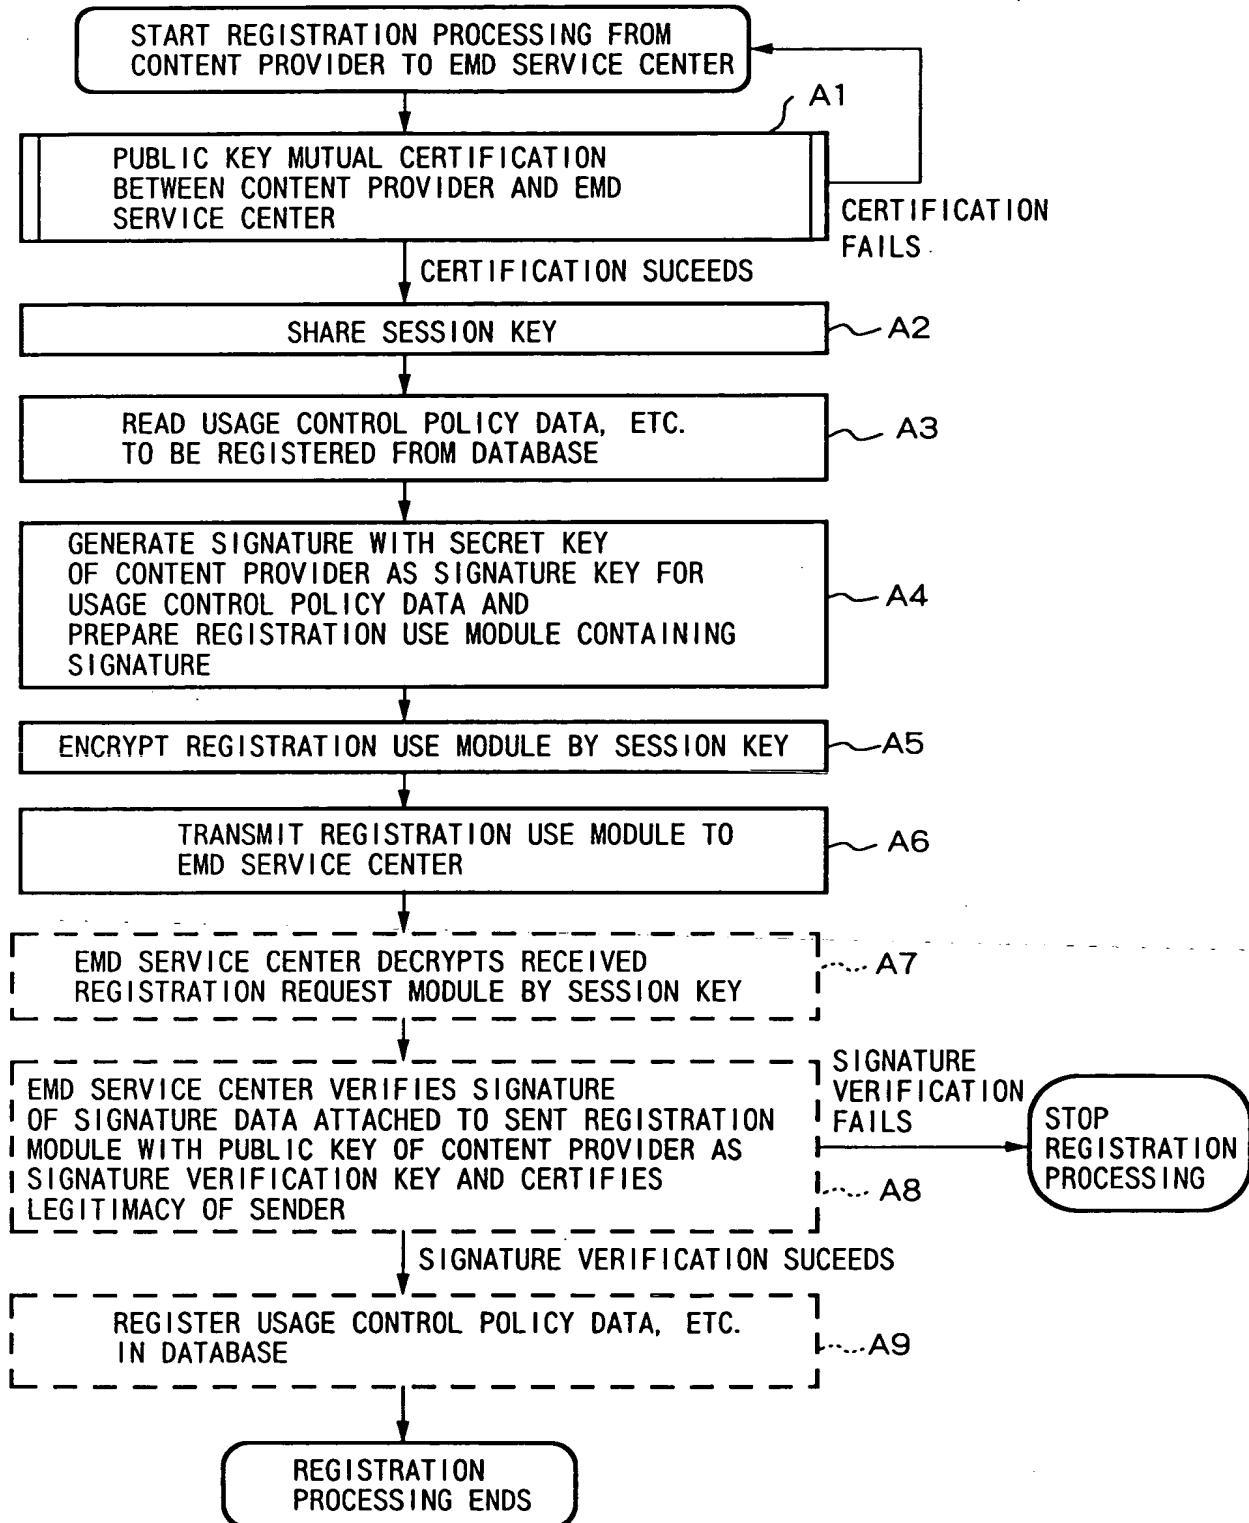 START REGISTRATION PROCESSING FROM
CONTENT PROVIDER TO EMD SERVICE CENTER
A1
PUBLIC KEY MUTUAL CERTIFICATION
BETWEEN CONTENT PROVIDER AND EMD
SERVICE CENTER
CERTIFICATION
FAILS
CERTIFICATION SUCEEDS
SHARE SESSION KEY
A2
READ USAGE CONTROL POLICY DATA, ETC.
TO BE REGISTERED FROM DATABASE
A3
GENERATE SIGNATURE WITH SECRET KEY
OF CONTENT PROVIDER AS SIGNATURE KEY FOR
USAGE CONTROL POLICY DATA AND
PREPARE REGISTRATION USE MODULE CONTAINING
SIGNATURE
A4
ENCRYPT REGISTRATION USE MODULE BY SESSION KEY
A5
TRANSMIT REGISTRATION USE MODULE TO
EMD SERVICE CENTER
A6
EMD SERVICE CENTER DECRYPTS RECEIVED
REGISTRATION REQUEST MODULE BY SESSION KEY
A7
EMD SERVICE CENTER VERIFIES SIGNATURE
OF SIGNATURE DATA ATTACHED TO SENT REGISTRATION
MODULE WITH PUBLIC KEY OF CONTENT PROVIDER AS
SIGNATURE VERIFICATION KEY AND CERTIFIES
LEGITIMACY OF SENDER
A8
SIGNATURE
VERIFICATION
FAILS
STOP
REGISTRATION
PROCESSING
SIGNATURE VERIFICATION SUCEEDS
REGISTER USAGE CONTROL POLICY DATA, ETC.
IN DATABASE
A9
REGISTRATION
PROCESSING ENDS